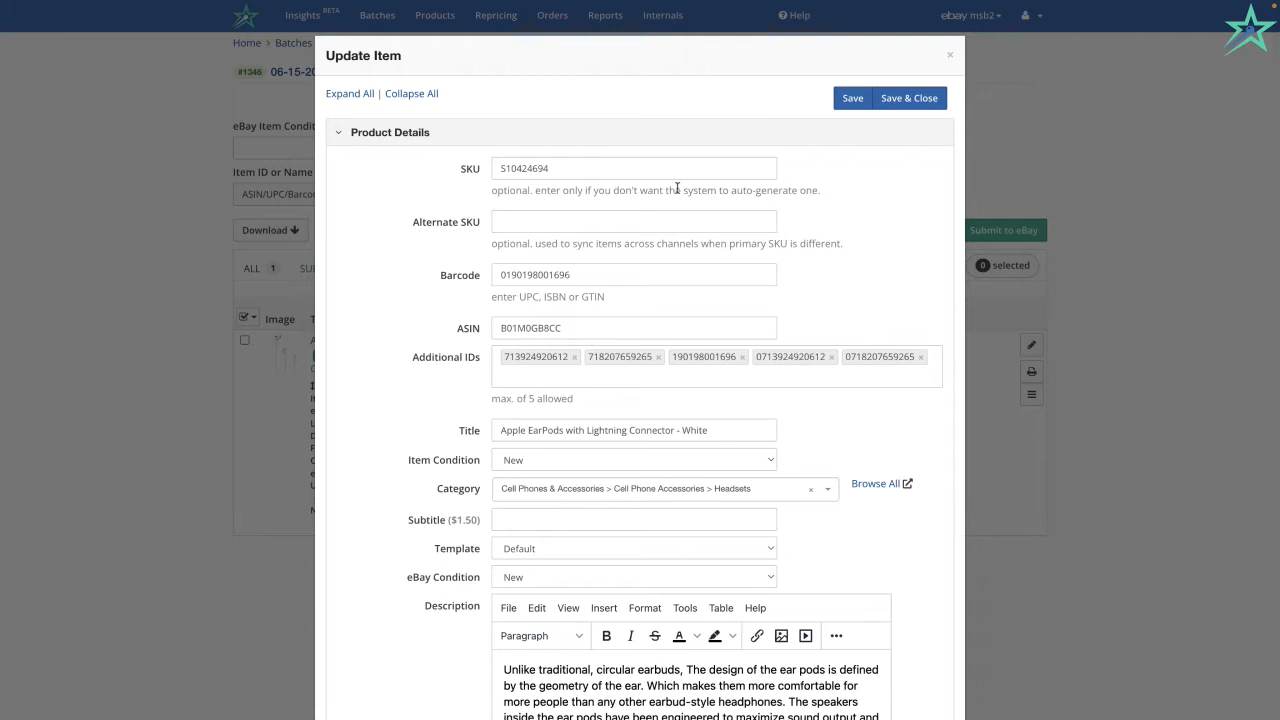 Insights BETA Batches Products Repricing Orders Reports Internals Help ebay msb2
Home > Batches
#1346 06-15-20
eBay Item Condit
Item ID or Name
ASIN/UPC/Barco
Download
ALL 1 SU
Image T
Submit to eBay
0 selected
Update Item ×
Expand All | Collapse All Save Save & Close
Product Details
SKU S10424694
optional. enter only if you don't want the system to auto-generate one.
Alternate SKU
optional. used to sync items across channels when primary SKU is different.
Barcode 0190198001696
enter UPC, ISBN or GTIN
ASIN B01M0GB8CC
Additional IDs 713924920612 × 718207659265 × 190198001696 × 0713924920612 × 0718207659265 ×
max. of 5 allowed
Title Apple EarPods with Lightning Connector - White
Item Condition New
Category Cell Phones & Accessories > Cell Phone Accessories > Headsets × Browse All
Subtitle ($1.50)
Template Default
eBay Condition New
Description File Edit View Insert Format Tools Table Help
Paragraph B I S A
Unlike traditional, circular earbuds, The design of the ear pods is defined
by the geometry of the ear. Which makes them more comfortable for
more people than any other earbud-style headphones. The speakers
inside the ear pods have been engineered to maximize sound output and